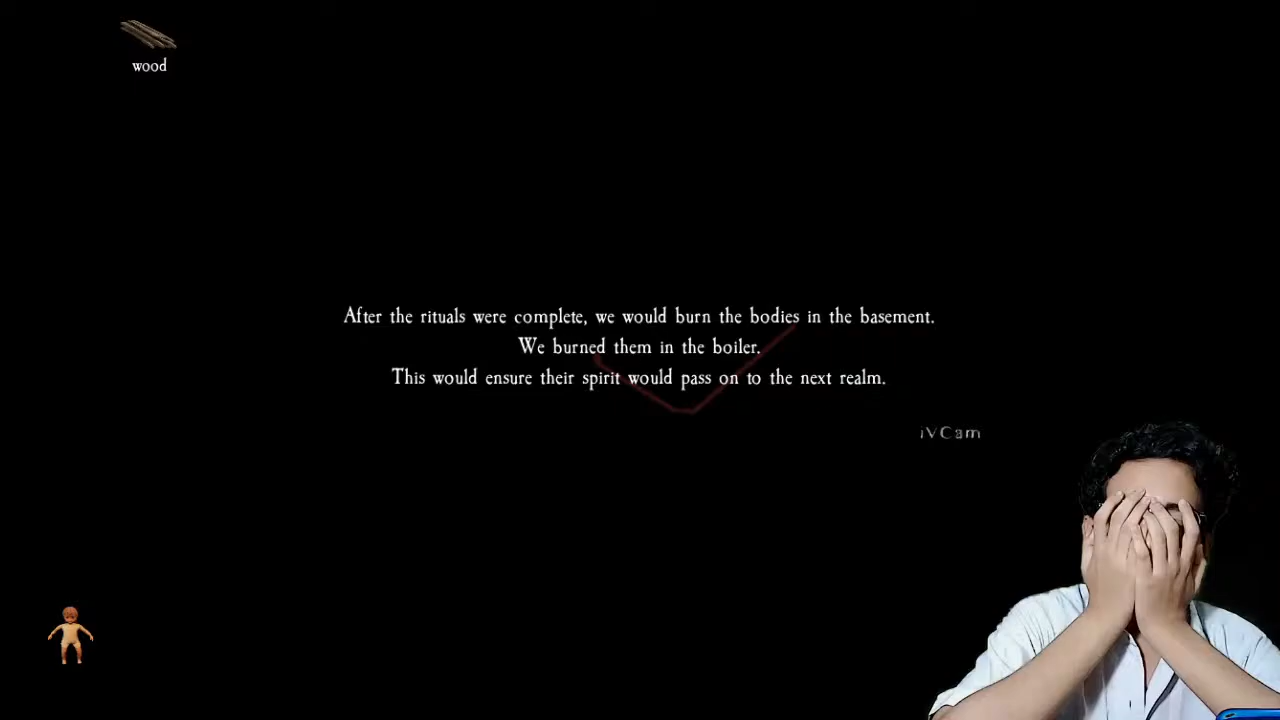 wood
After the rituals were complete, we would burn the bodies in the basement.
We burned them in the boiler.
This would ensure their spirit would pass on to the next realm.
iVCam